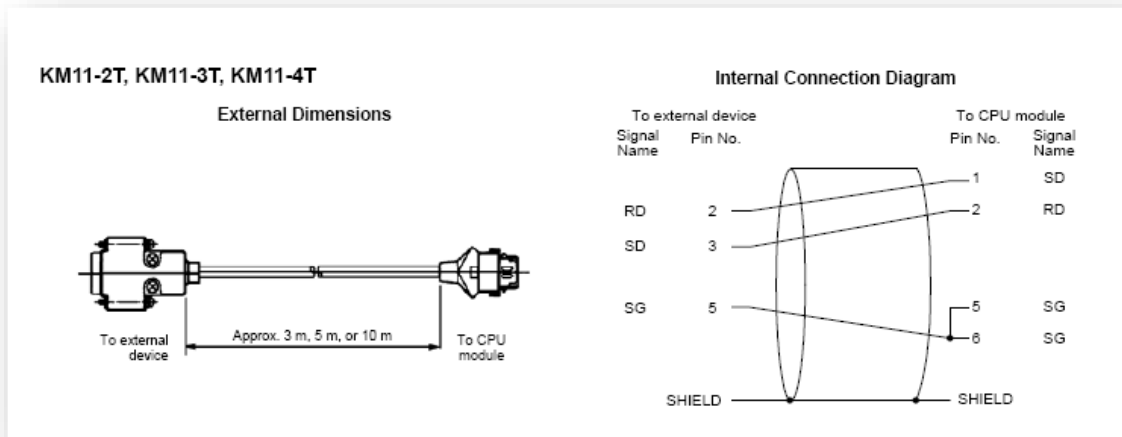 KM11-2T, KM11-3T, KM11-4T
External Dimensions
To external
device
Approx. 3 m, 5 m, or 10 m
To CPU
module
Internal Connection Diagram
To external device
To CPU module
Signal
Name
Pin No.
Pin No.
Signal
Name
1 SD
RD 2
2 RD
SD 3
SG 5
5 SG
6 SG
SHIELD
SHIELD